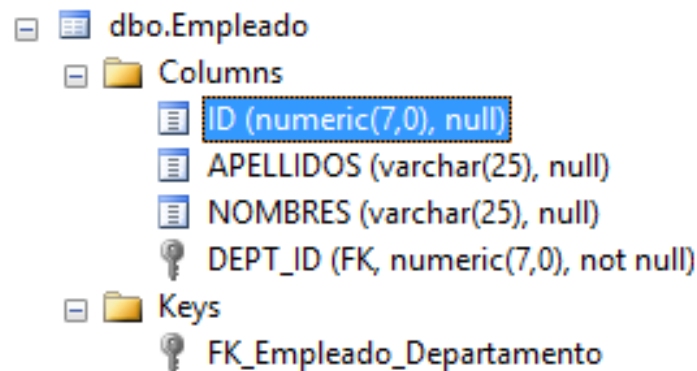 dbo.Empleado
Columns
ID (numeric(7,0), null)
APELLIDOS (varchar(25), null)
NOMBRES (varchar(25), null)
DEPT_ID (FK, numeric(7,0), not null)
Keys
FK_Empleado_Departamento